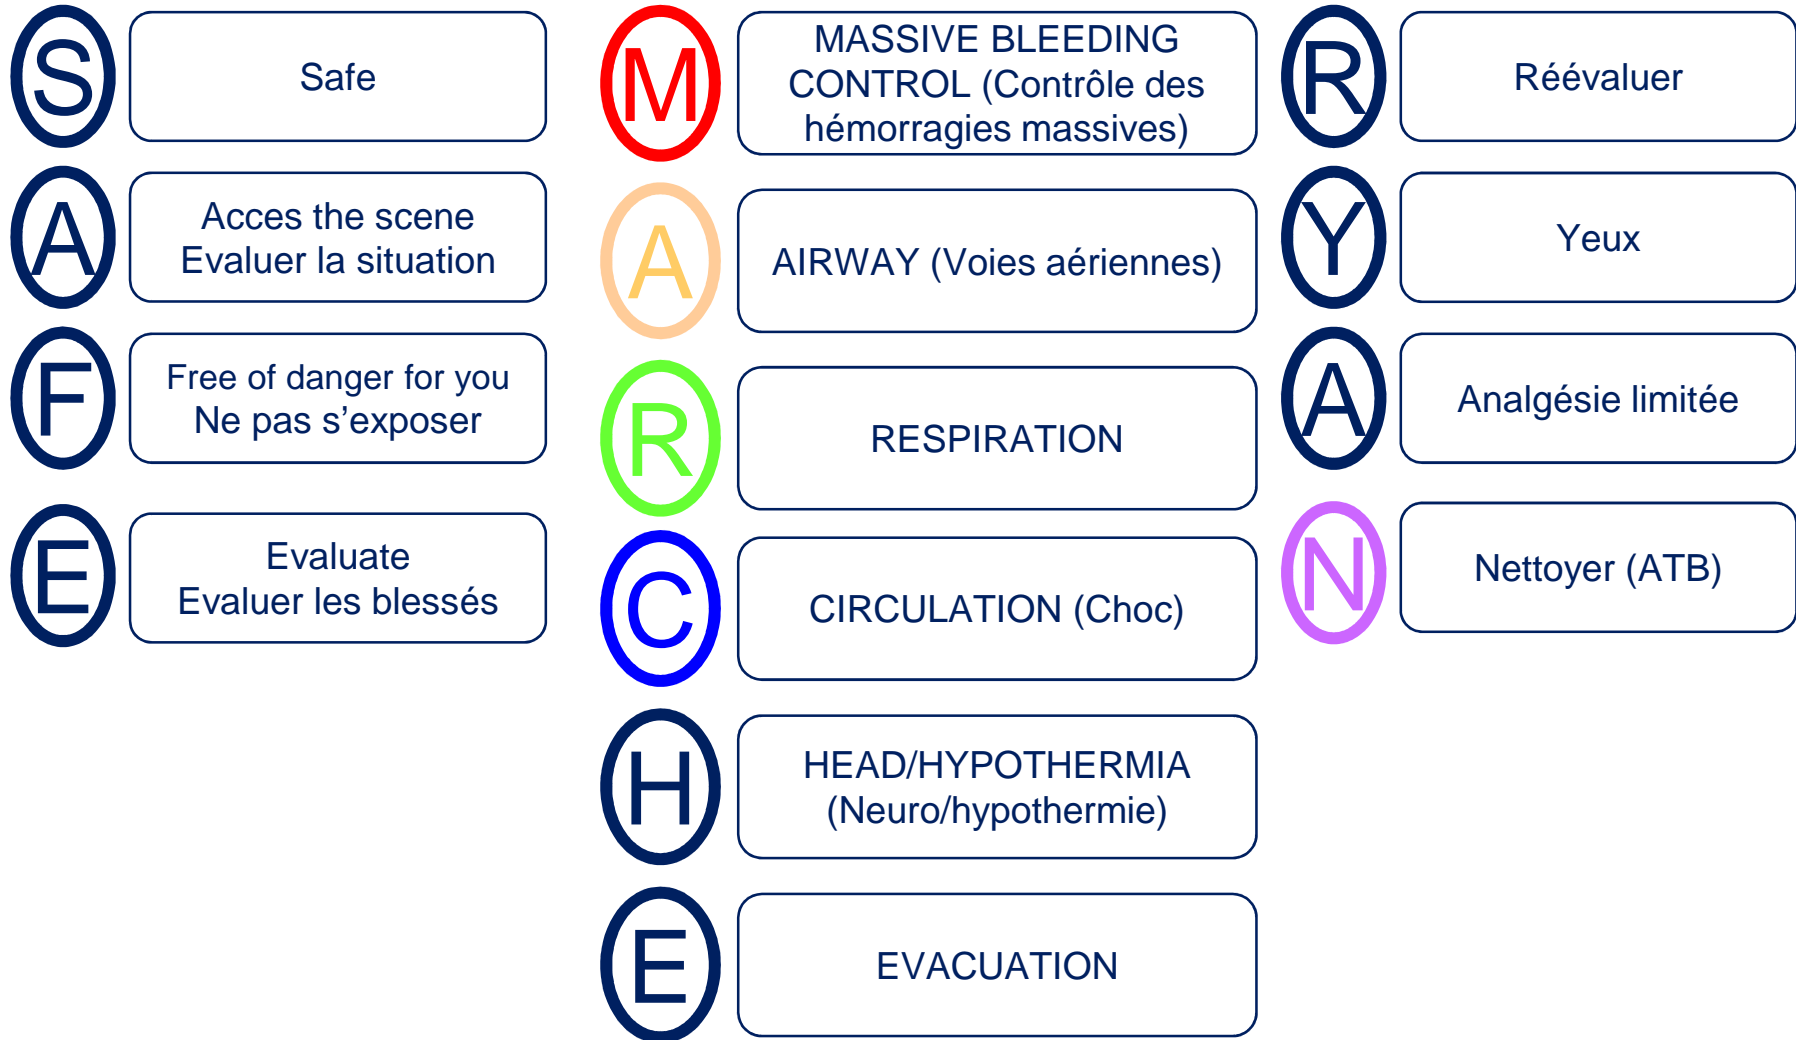 S
Safe
A
Acces the scene
Evaluer la situation
F
Free of danger for you
Ne pas s’exposer
E
Evaluate
Evaluer les blessés
M
MASSIVE BLEEDING
CONTROL (Contrôle des
hémorragies massives)
A
AIRWAY (Voies aériennes)
R
RESPIRATION
C
CIRCULATION (Choc)
H
HEAD/HYPOTHERMIA
(Neuro/hypothermie)
E
EVACUATION
R
Réévaluer
Y
Yeux
A
Analgésie limitée
N
Nettoyer (ATB)